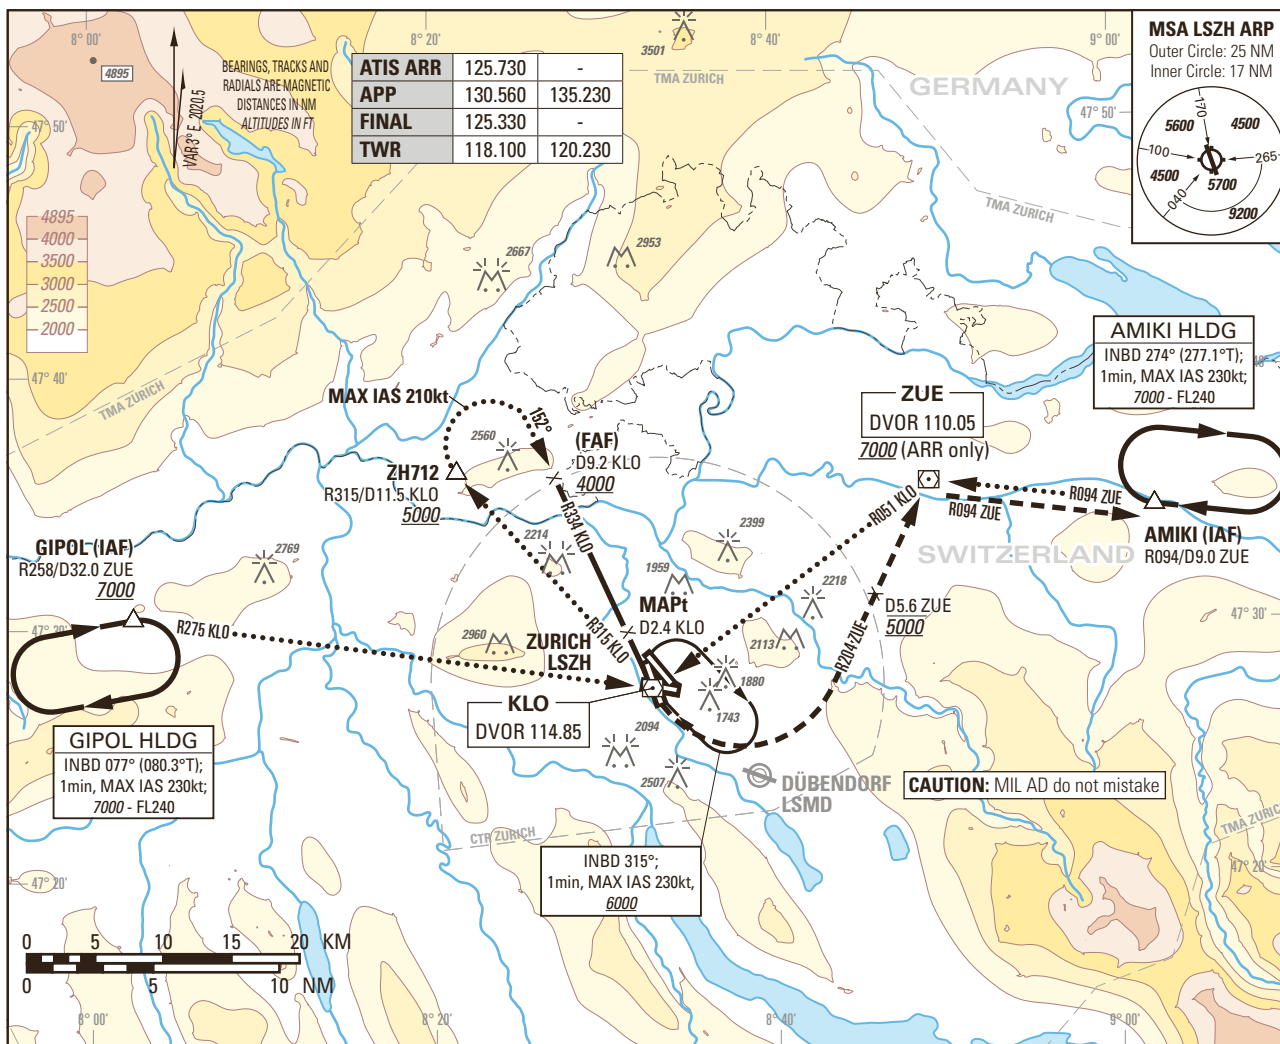 8° 00'
8° 20'
8° 40'
9° 00'
4895
BEARINGS, TRACKS AND
RADIALS ARE MAGNETIC
DISTANCES IN NM
ALTITUDES IN FT
VAR 3° E 2020.5
ATIS ARR 125.730 -
APP 130.560 135.230
FINAL 125.330 -
TWR 118.100 120.230
3501
TMA ZURICH
GERMANY
MSA LSZH ARP
Outer Circle: 25 NM
Inner Circle: 17 NM
170
5600
4500
100
265
4500
5700
040
9200
47° 50'
47° 50'
TMA ZURICH
4895
4000
3500
3000
2500
2000
2667
2953
47° 40'
TMA ZURICH
AMIKI HLDG
INBD 274° (277.1°T);
1min, MAX IAS 230kt;
7000 - FL240
40'
MAX IAS 210kt
152°
2560
(FAF)
D9.2 KLO
4000
ZUE
DVOR 110.05
7000 (ARR only)
ZH712
R315/D11.5 KLO
5000
R334 KLO
R051 KLO
R094 ZUE
R094 ZUE
AMIKI (IAF)
R094/D9.0 ZUE
SWITZERLAND
GIPOL (IAF)
R258/D32.0 ZUE
7000
2769
2214
2399
1959
2218
MAPt
D2.4 KLO
D5.6 ZUE
5000
47° 30'
47° 30'
R275 KLO
2960
R315 KLO
2113
R204 ZUE
ZURICH
LSZH
1880
1743
KLO
DVOR 114.85
2094
2507
GIPOL HLDG
INBD 077° (080.3°T);
1min, MAX IAS 230kt;
7000 - FL240
DÜBENDORF
LSMD
CAUTION: MIL AD do not mistake
CTR ZURICH
TMA ZURIC
INBD 315°;
1min, MAX IAS 230kt,
6000
47° 20'
47° 20'
0 5 10 15 20 KM
0 5 10 NM
8° 00'
8° 20'
8° 40'
9° 00'